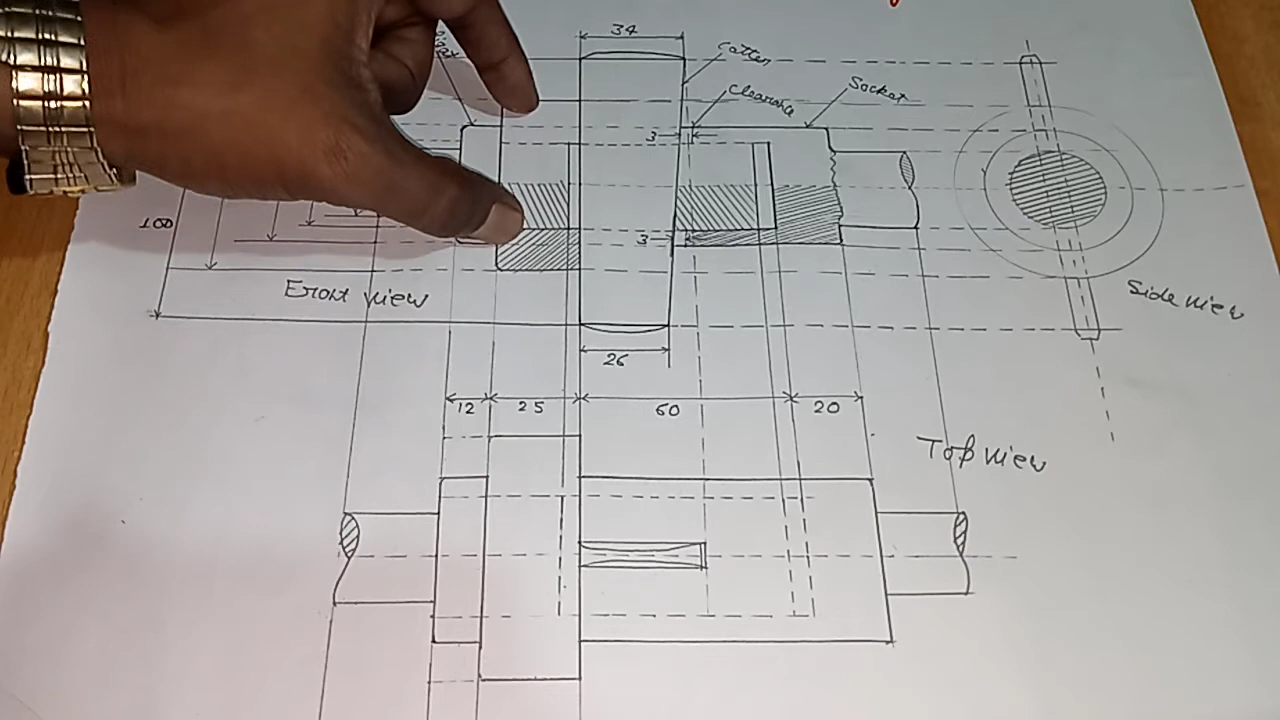 34
Cotter
Clearance
Socket
3
100
3
Front view
Side view
26
12
25
60
20
Top view